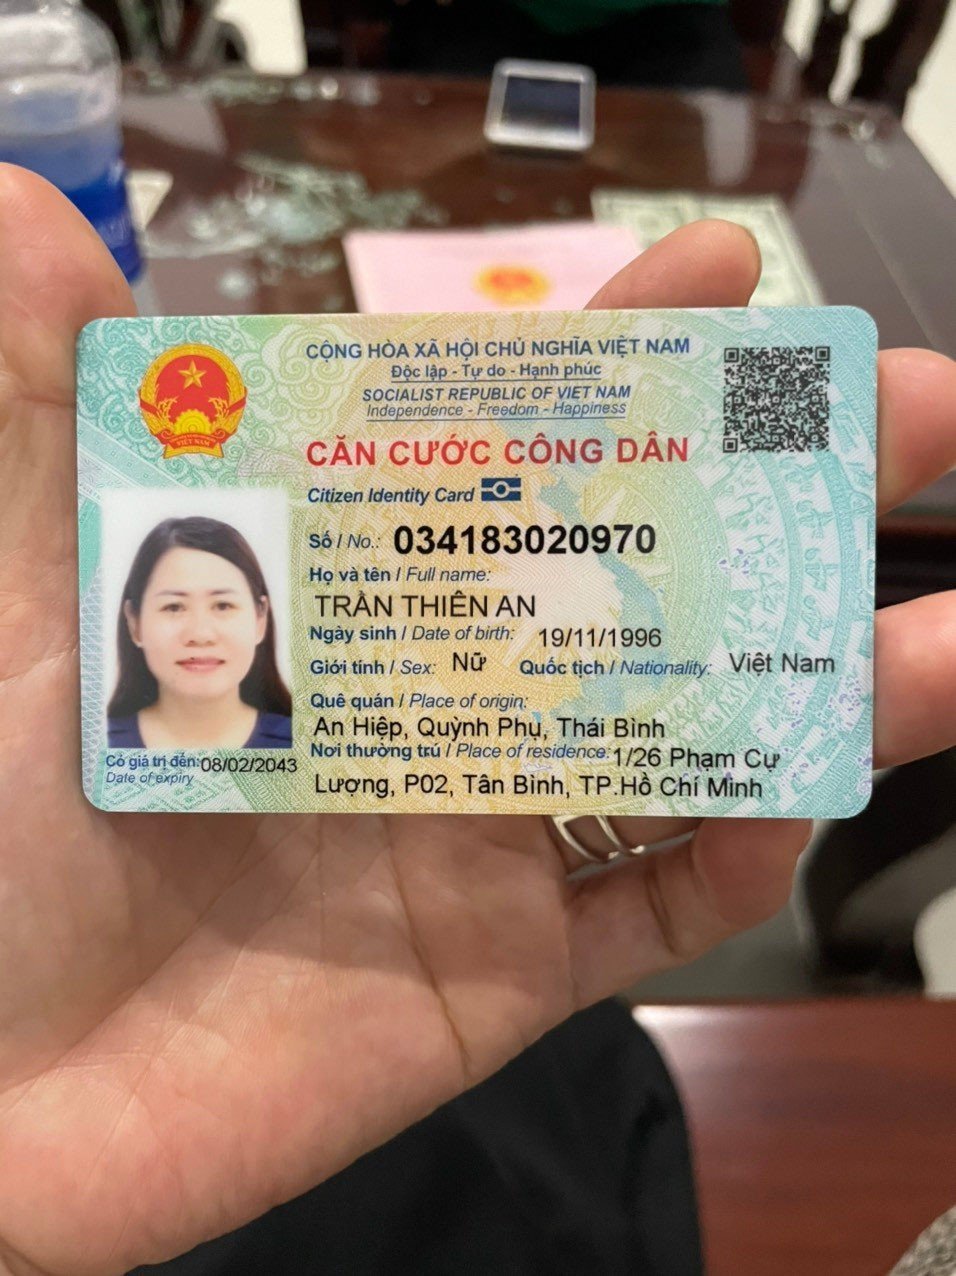 CỘNG HÒA XÃ HỘI CHỦ NGHĨA VIỆT NAM
Độc lập - Tự do - Hạnh phúc
SOCIALIST REPUBLIC OF VIET NAM
Independence - Freedom - Happiness
CĂN CƯỚC CÔNG DÂN
Citizen Identity Card
Số / No.: 034183020970
Họ và tên / Full name:
TRẦN THIÊN AN
Ngày sinh / Date of birth: 19/11/1996
Giới tính / Sex: Nữ Quốc tịch / Nationality: Việt Nam
Quê quán / Place of origin:
An Hiệp, Quỳnh Phụ, Thái Bình
Nơi thường trú / Place of residence: 1/26 Phạm Cự
Lượng, P02, Tân Bình, TP.Hồ Chí Minh
Có giá trị đến: 08/02/2043
Date of expiry
VIỆT NAM